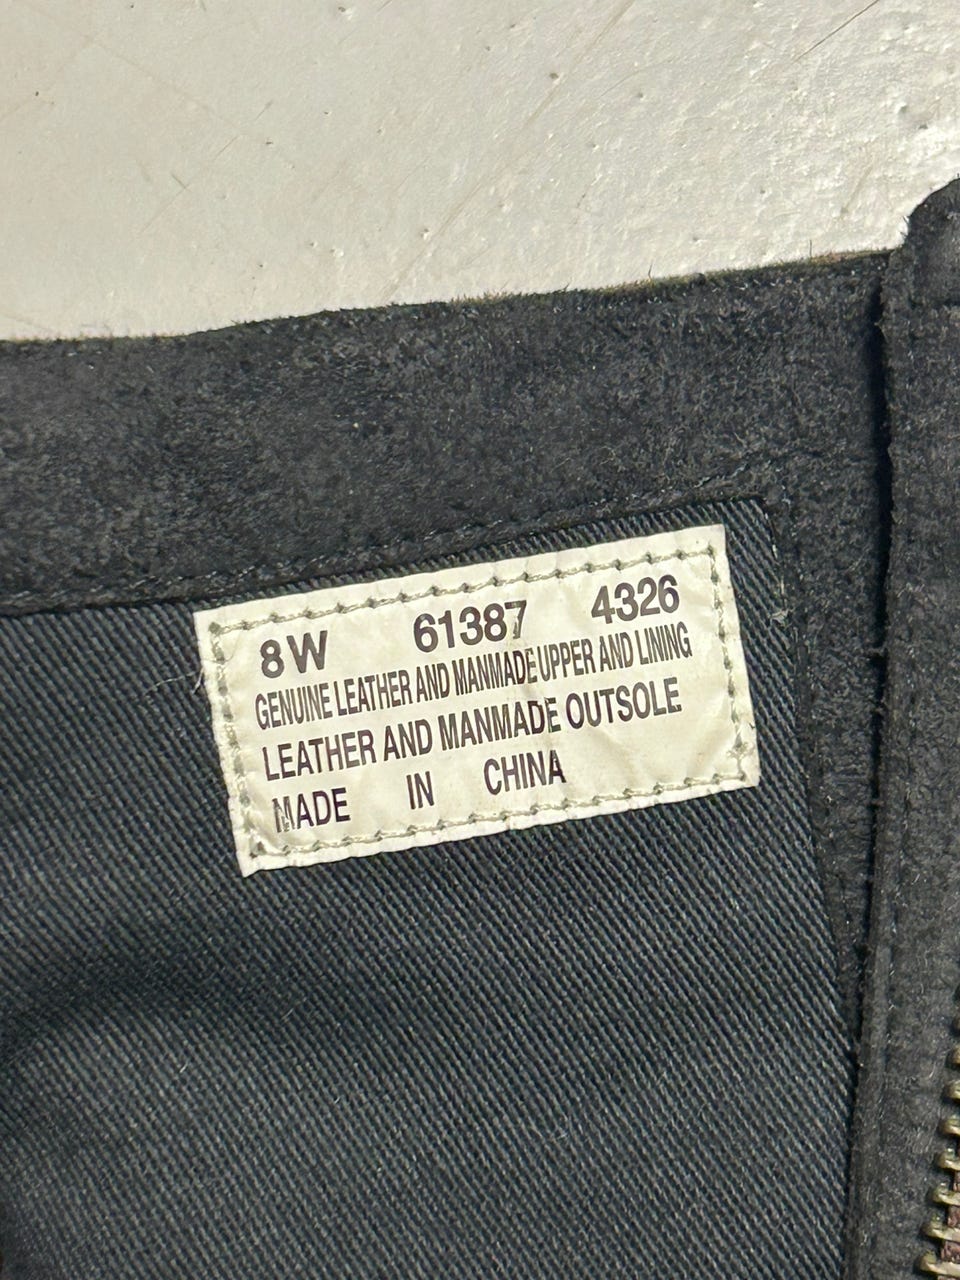 8W 61387 4326
GENUINE LEATHER AND MANMADE UPPER AND LINING
LEATHER AND MANMADE OUTSOLE
MADE IN CHINA